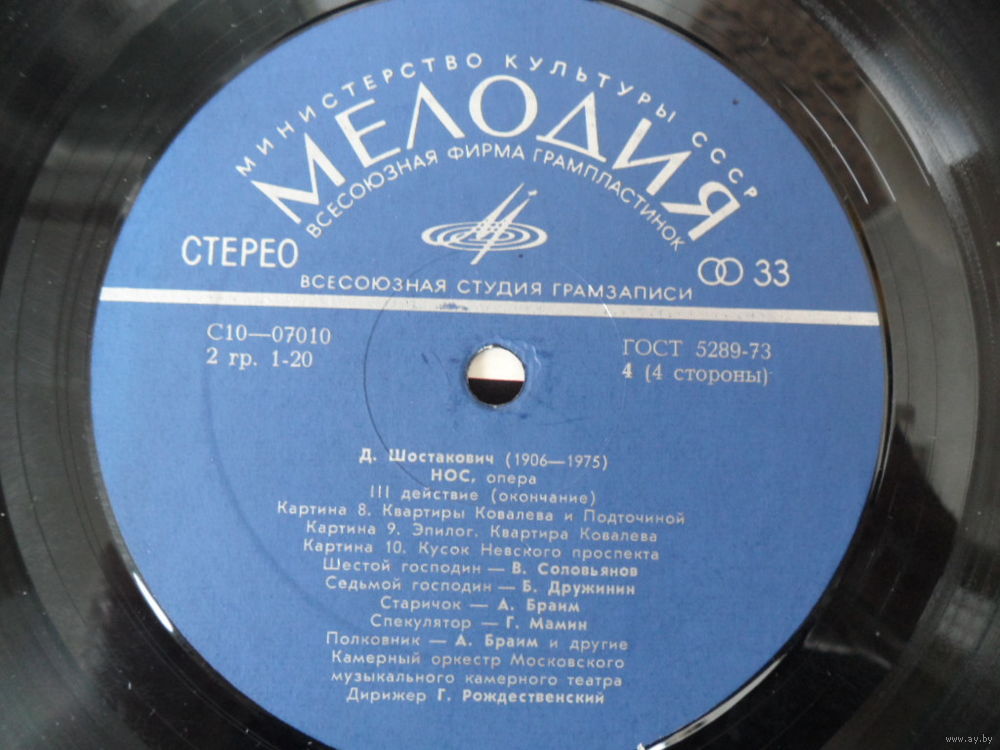 МИНИСТЕРСТВО КУЛЬТУРЫ СССР
МЕЛОДИЯ
ВСЕСОЮЗНАЯ ФИРМА ГРАМПЛАСТИНОК
СТЕРЕО
33
ВСЕСОЮЗНАЯ СТУДИЯ ГРАМЗАПИСИ
С10—07010
2 гр. 1-20
ГОСТ 5289-73
4 (4 стороны)
Д. Шостакович (1906—1975)
НОС, опера
III действие (окончание)
Картина 8. Квартиры Ковалева и Подточиной
Картина 9. Эпилог. Квартира Ковалева
Картина 10. Кусок Невского проспекта
Шестой господин — В. Соловьянов
Седьмой господин — Б. Дружинин
Старичок — А. Браим
Спекулятор — Г. Мамин
Полковник — А. Браим и другие
Камерный оркестр Московского
музыкального камерного театра
Дирижер Г. Рождественский
www.ay.by